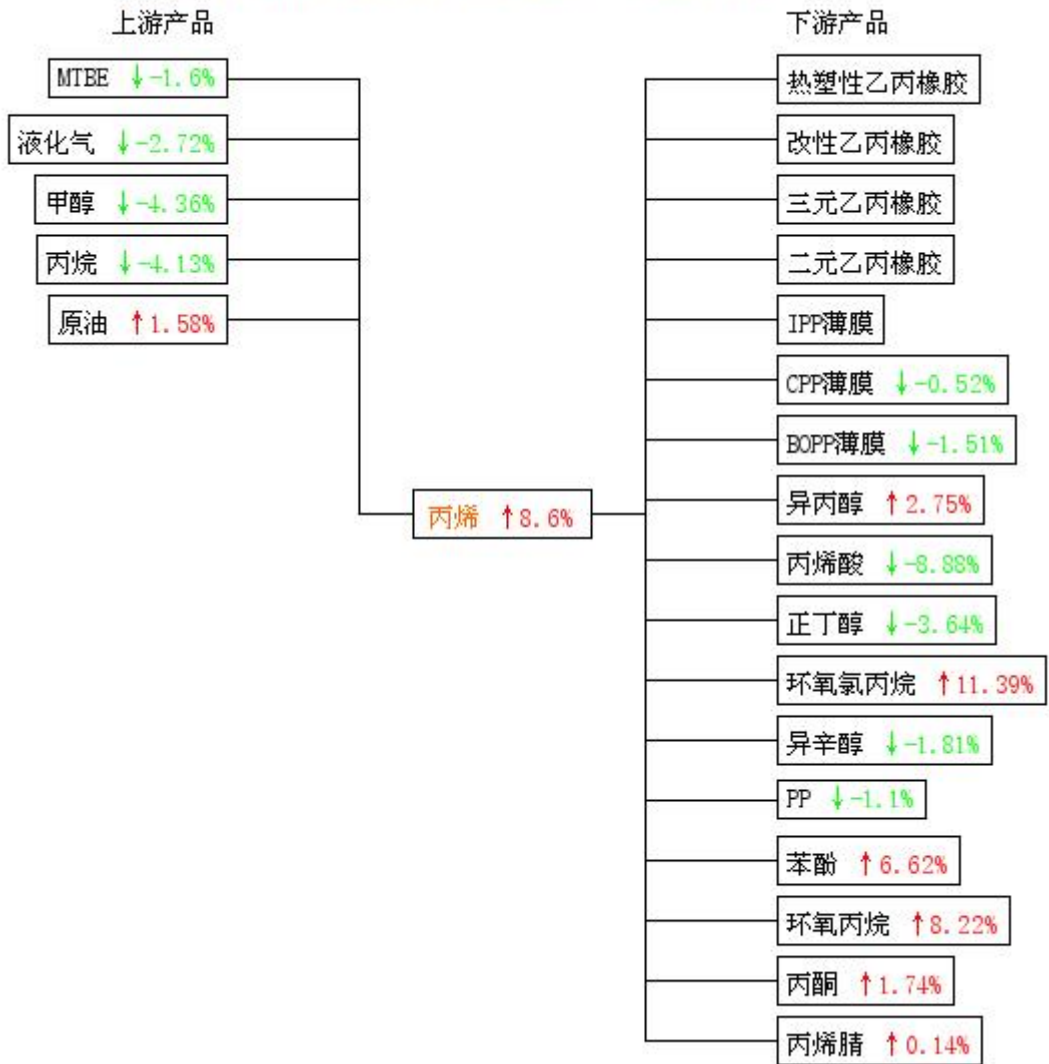 上游产品
MTBE ↓-1.6%
液化气 ↓-2.72%
甲醇 ↓-4.36%
丙烷 ↓-4.13%
原油 ↑1.58%
丙烯 ↑8.6%
下游产品
热塑性乙丙橡胶
改性乙丙橡胶
三元乙丙橡胶
二元乙丙橡胶
IPP薄膜
CPP薄膜 ↓-0.52%
BOPP薄膜 ↓-1.51%
异丙醇 ↑2.75%
丙烯酸 ↓-8.88%
正丁醇 ↓-3.64%
环氧氯丙烷 ↑11.39%
异辛醇 ↓-1.81%
PP ↓-1.1%
苯酚 ↑6.62%
环氧丙烷 ↑8.22%
丙酮 ↑1.74%
丙烯腈 ↑0.14%